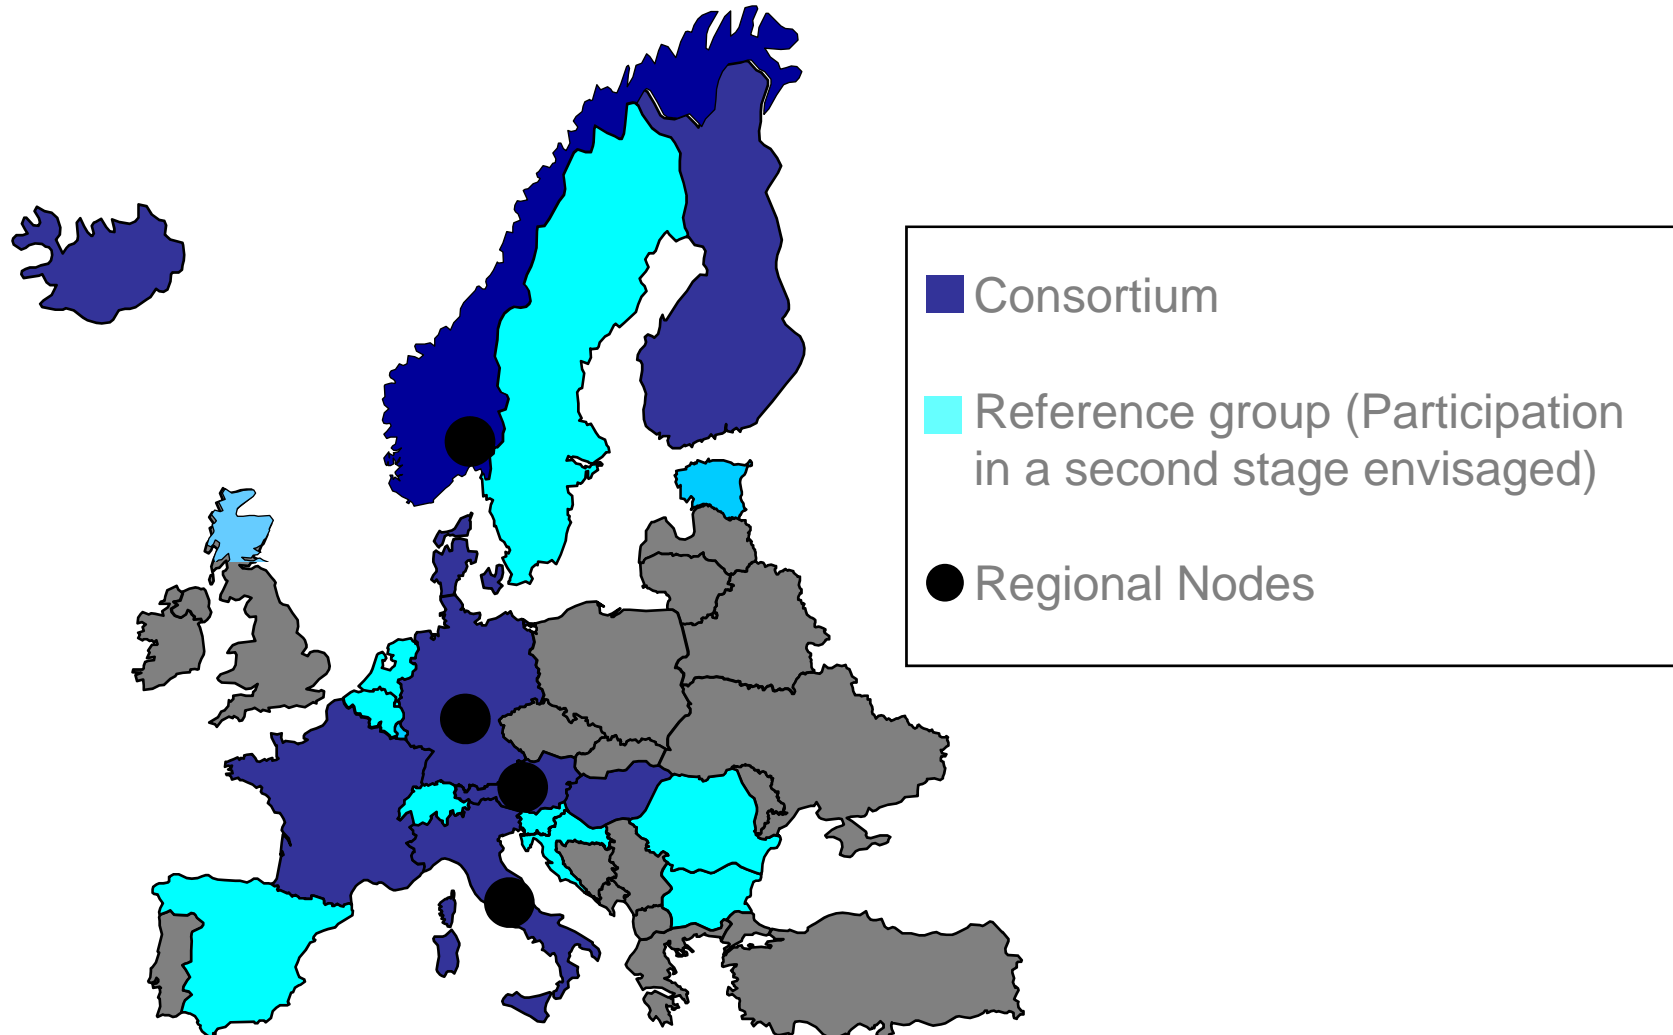 Consortium
Reference group (Participation
in a second stage envisaged)
Regional Nodes